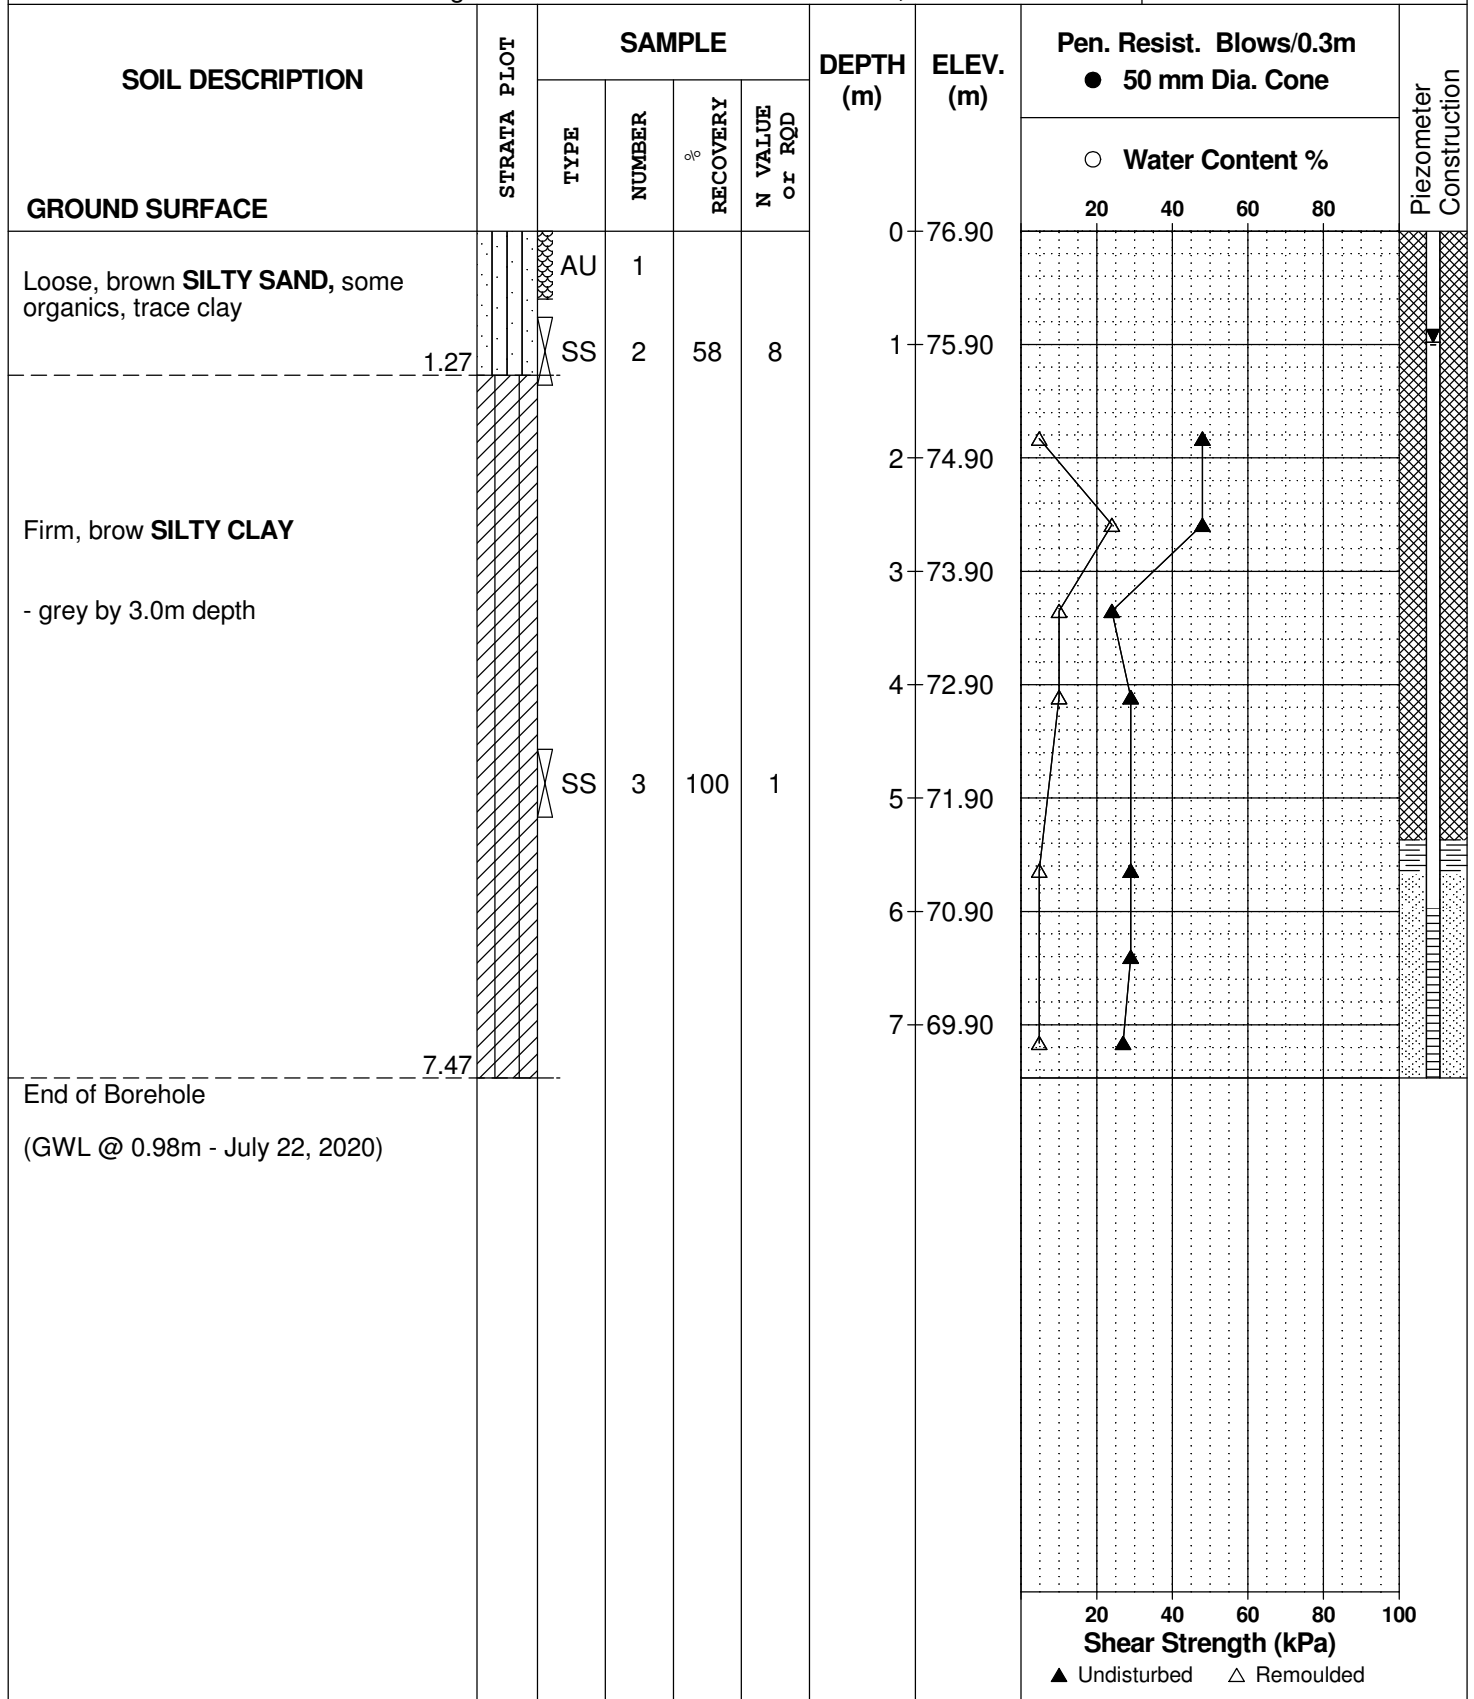 SOIL DESCRIPTION
GROUND SURFACE
STRATA PLOT
SAMPLE
TYPE
NUMBER
%
RECOVERY
N VALUE
or RQD
DEPTH
(m)
ELEV.
(m)
Pen. Resist. Blows/0.3m
● 50 mm Dia. Cone
○ Water Content %
20 40 60 80
Piezometer
Construction
0 76.90
Loose, brown SILTY SAND, some
organics, trace clay
AU 1
1.27
SS 2 58 8
1 75.90
2 74.90
Firm, brow SILTY CLAY
3 73.90
- grey by 3.0m depth
4 72.90
SS 3 100 1
5 71.90
6 70.90
7 69.90
7.47
End of Borehole
(GWL @ 0.98m - July 22, 2020)
20 40 60 80 100
Shear Strength (kPa)
▲ Undisturbed △ Remoulded